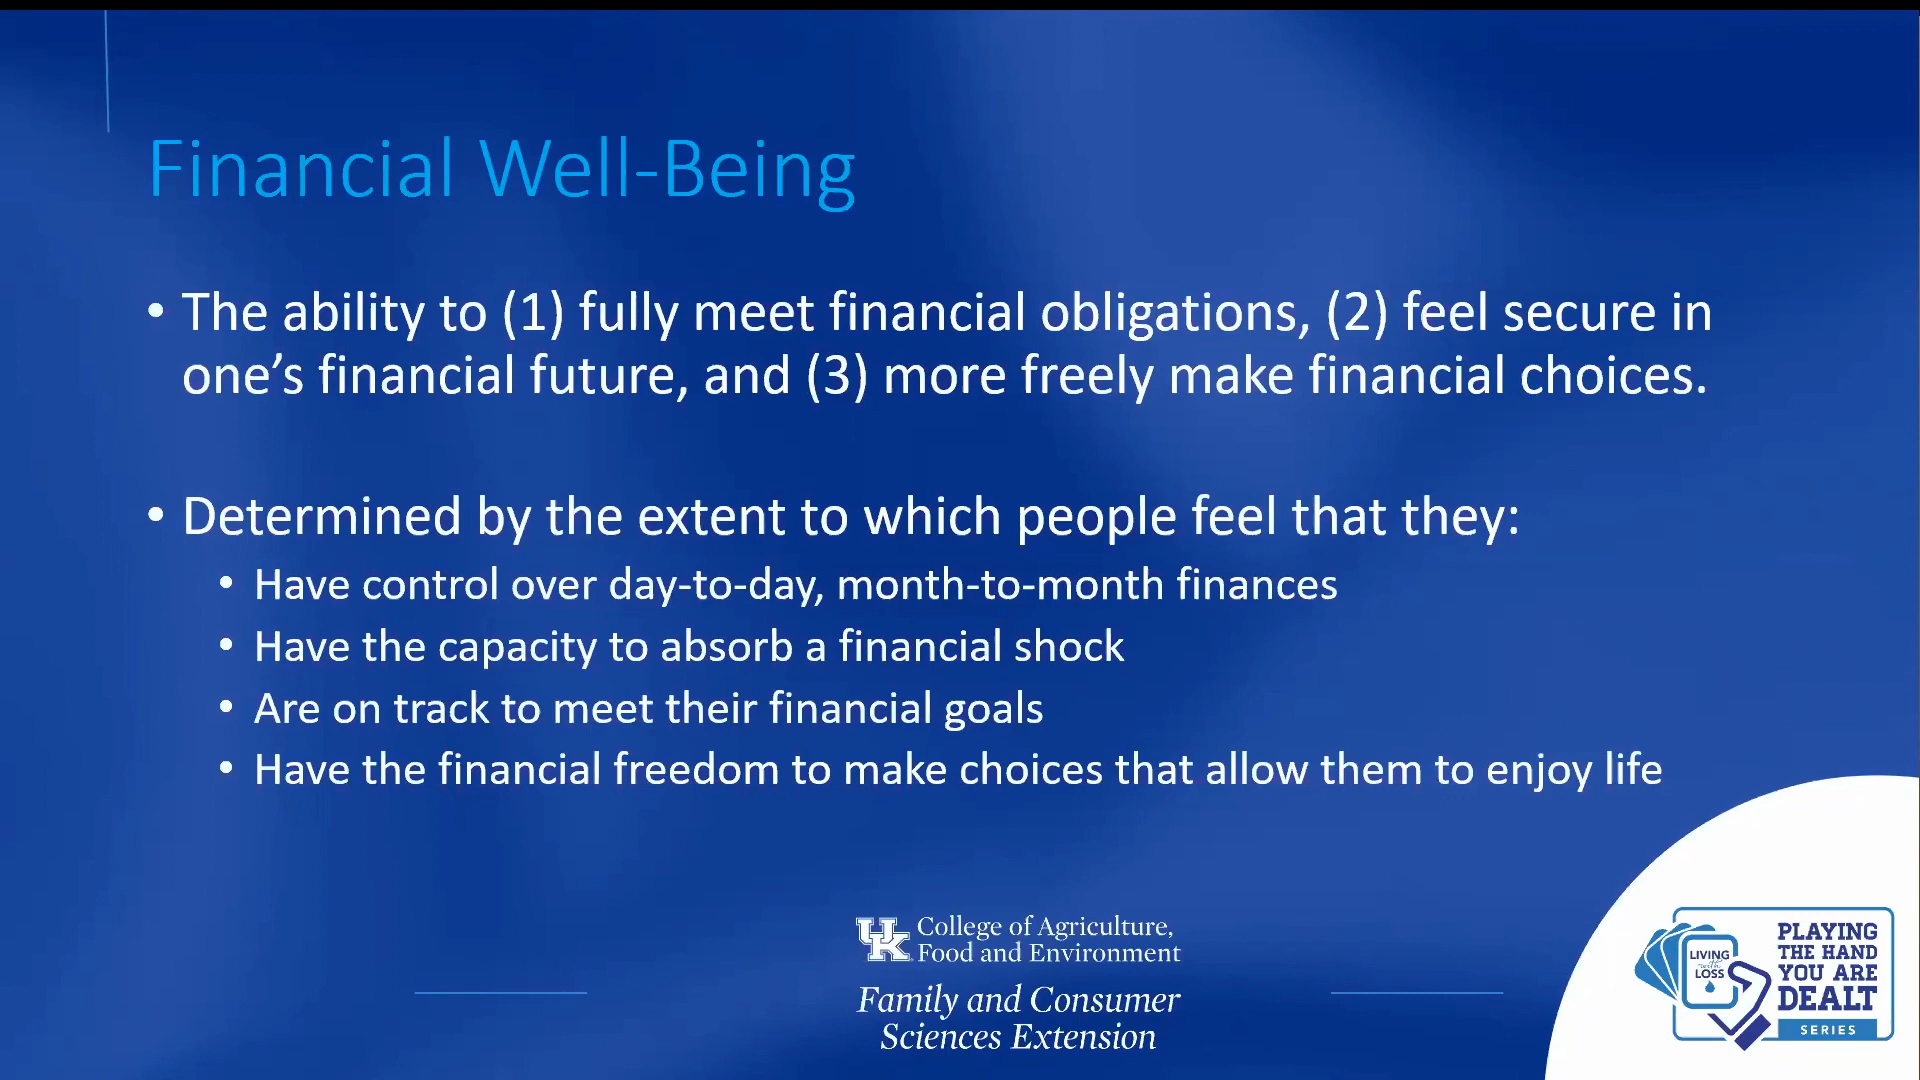 Financial Well-Being
• The ability to (1) fully meet financial obligations, (2) feel secure in
one’s financial future, and (3) more freely make financial choices.
• Determined by the extent to which people feel that they:
• Have control over day-to-day, month-to-month finances
• Have the capacity to absorb a financial shock
• Are on track to meet their financial goals
• Have the financial freedom to make choices that allow them to enjoy life
UK
College of Agriculture,
Food and Environment
Family and Consumer
Sciences Extension
LIVING
with
LOSS
PLAYING
THE HAND
YOU ARE
DEALT
SERIES